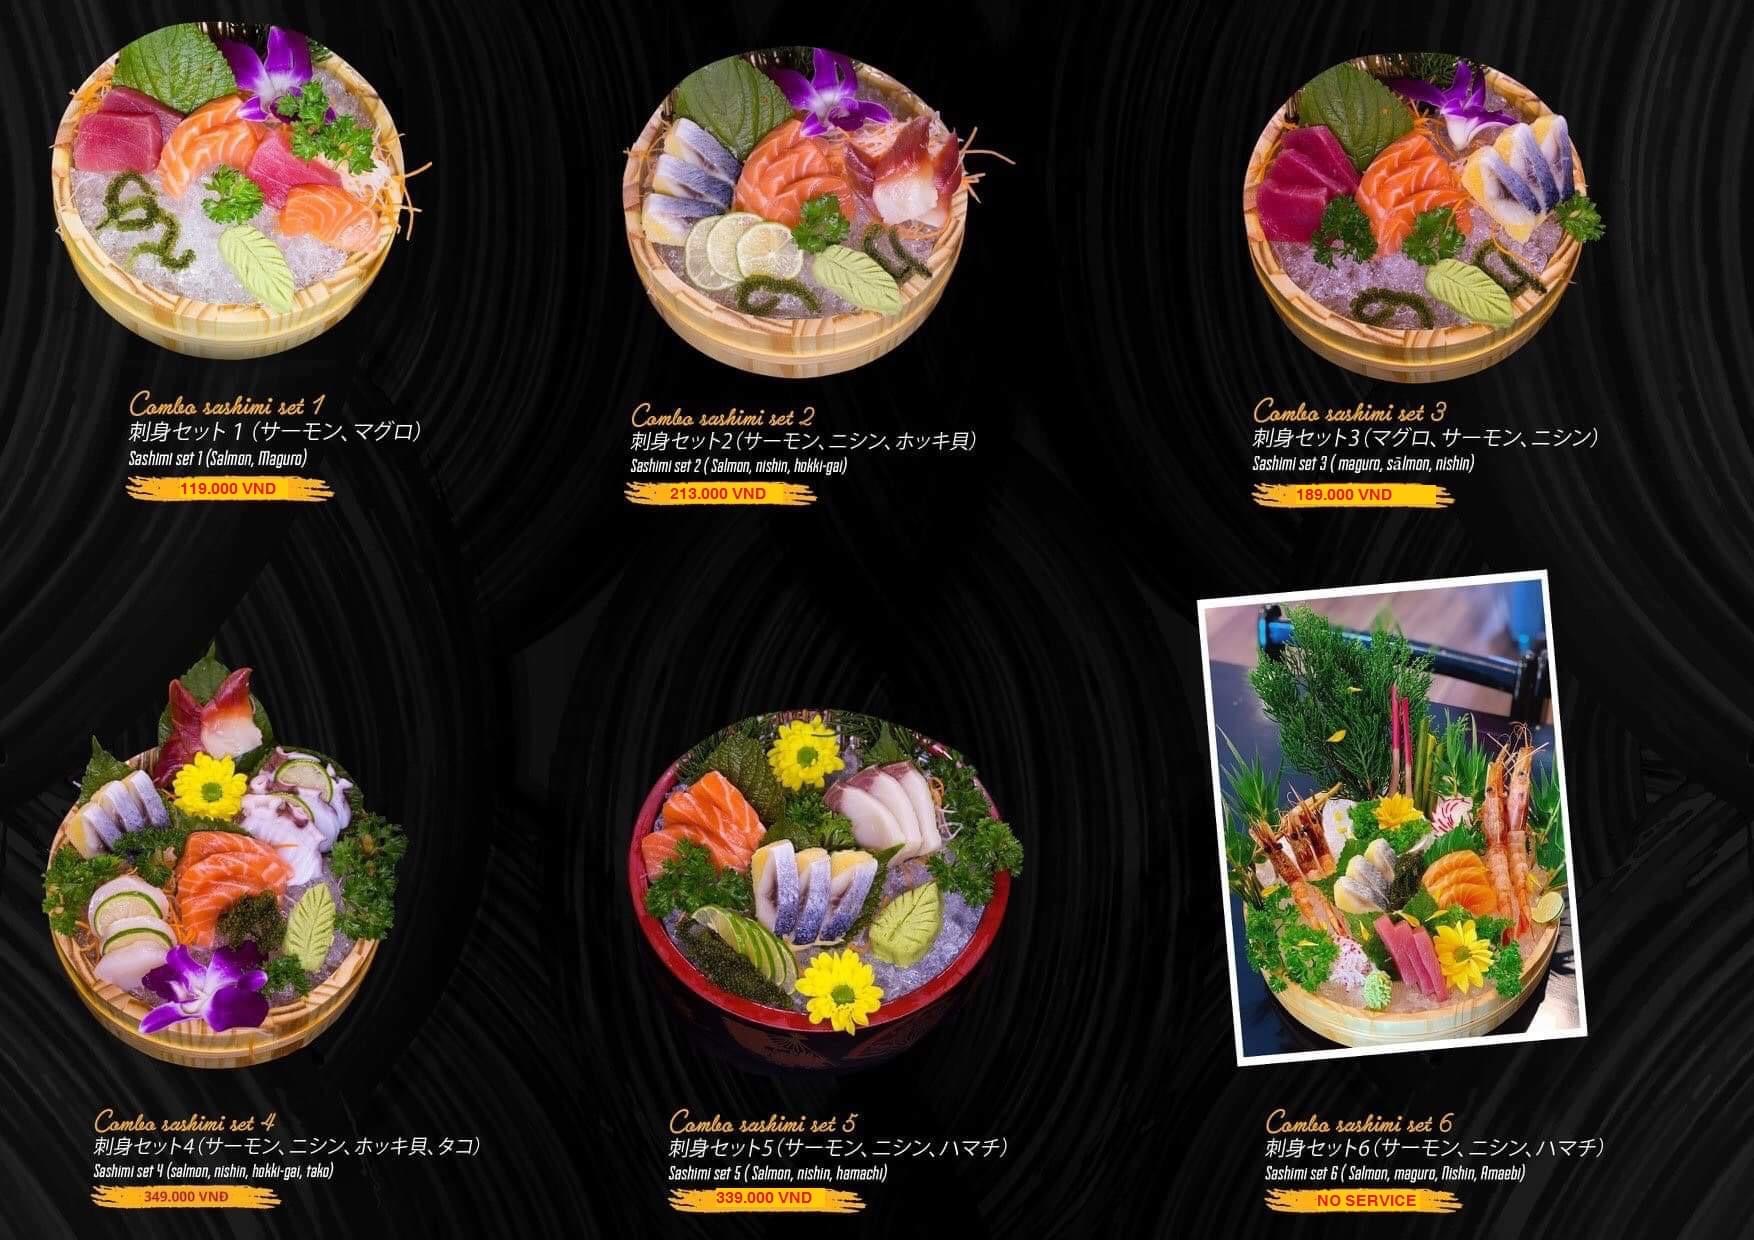 Combo sashimi set 1
刺身セット 1（サーモン、マグロ）
Sashimi set 1 (Salmon, Maguro)
119.000 VND
Combo sashimi set 2
刺身セット2（サーモン、ニシン、ホッキ貝）
Sashimi set 2 ( Salmon, nishin, hokki-gai)
213.000 VND
Combo sashimi set 3
刺身セット3（マグロ、サーモン、ニシン）
Sashimi set 3 ( maguro, sālmon, nishin)
189.000 VND
Combo sashimi set 4
刺身セット4（サーモン、ニシン、ホッキ貝、タコ）
Sashimi set 4 (salmon, nishin, hokki-gai, tako)
349.000 VNĐ
Combo sashimi set 5
刺身セット5（サーモン、ニシン、ハマチ）
Sashimi set 5 ( Salmon, nishin, hamachi)
339.000 VND
Combo sashimi set 6
刺身セット6（サーモン、ニシン、ハマチ）
Sashimi set 6 ( Salmon, maguro, Nishin, Amaebi)
NO SERVICE